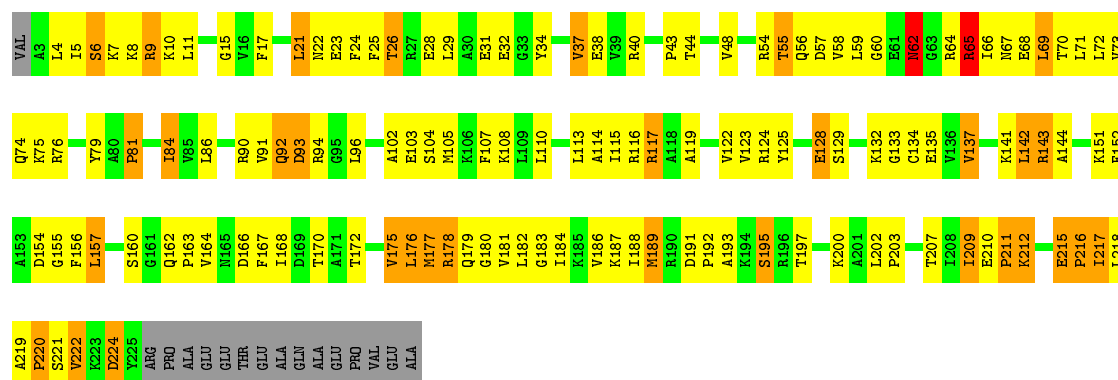 VAL A3 L4 I5 S6 K7 K8 R9 K10 L11 G15 V16 F17 L21 N22 E23 F24 F25 T26 R27 E28 L29 A30 E31 E32 G33 Y34 V37 E38 V39 R40 P43 T44 V48 R54 T55 Q56 D57 V58 L59 G60 E61 N62 G63 R64 R65 I66 N67 E68 L69 T70 L71 L72 V73
Q74 K75 R76 Y79 A80 P81 I84 V85 L86 R90 V91 Q92 D93 R94 G95 L96 A102 E103 S104 M105 K106 F107 K108 L109 L110 L113 A114 I115 R116 R117 A118 A119 V122 V123 R124 Y125 E128 S129 K132 G133 C134 E135 V136 V137 K141 L142 R143 A144 K151 F152
A153 D154 G155 F156 L157 S160 G161 Q162 P163 V164 N165 D166 F167 I168 D169 T170 A171 T172 V175 L176 M177 R178 Q179 G180 V181 L182 G183 I184 K185 V186 K187 I188 M189 R190 D191 P192 A193 K194 S195 R196 T197 K200 A201 L202 P203 T207 I208 I209 E210 P211 K212 E215 P216 I217 L218
A219 P220 S221 V222 K223 D224 Y225 ARG PRO ALA GLU GLU THR GLU ALA GLN ALA GLU PRO VAL GLU ALA